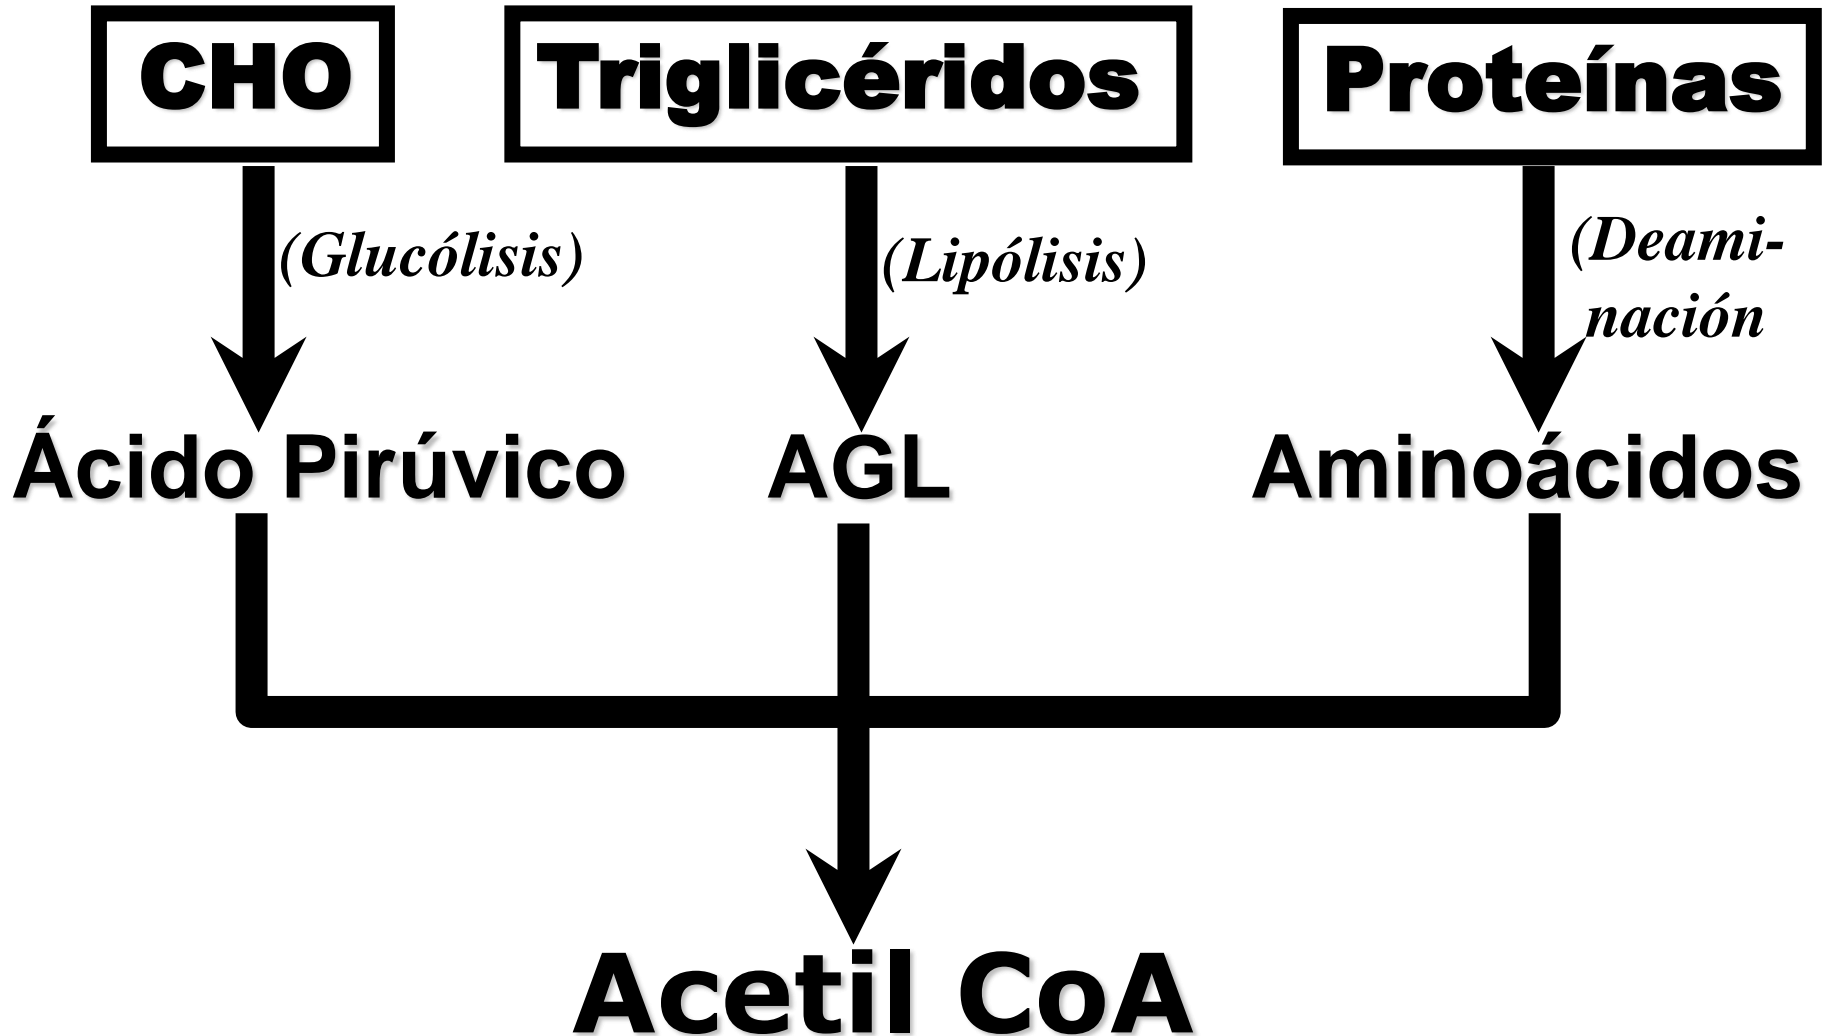 CHO
Triglicéridos
Proteínas
(Glucólisis)
(Lipólisis)
(Deami-
nación
Ácido Pirúvico
AGL
Aminoácidos
Acetil CoA